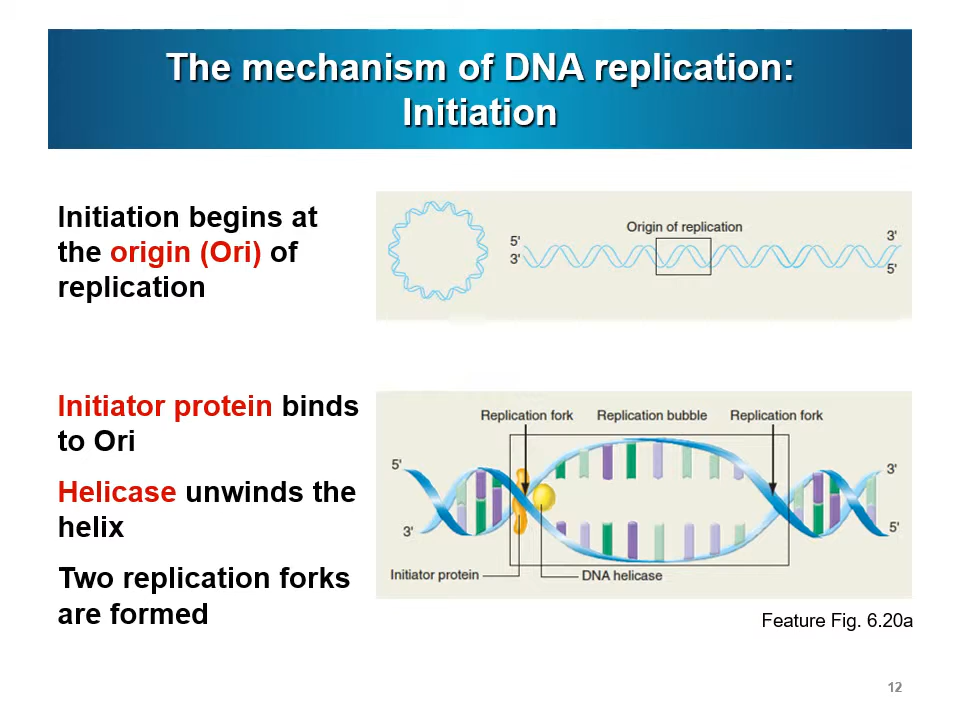 The mechanism of DNA replication:
Initiation
Initiation begins at
the origin (Ori) of
replication
Origin of replication
5'
3'
3'
5'
Initiator protein binds
to Ori
Helicase unwinds the
helix
Two replication forks
are formed
Replication fork
Replication bubble
Replication fork
5'
3'
3'
5'
Initiator protein
DNA helicase
Feature Fig. 6.20a
12